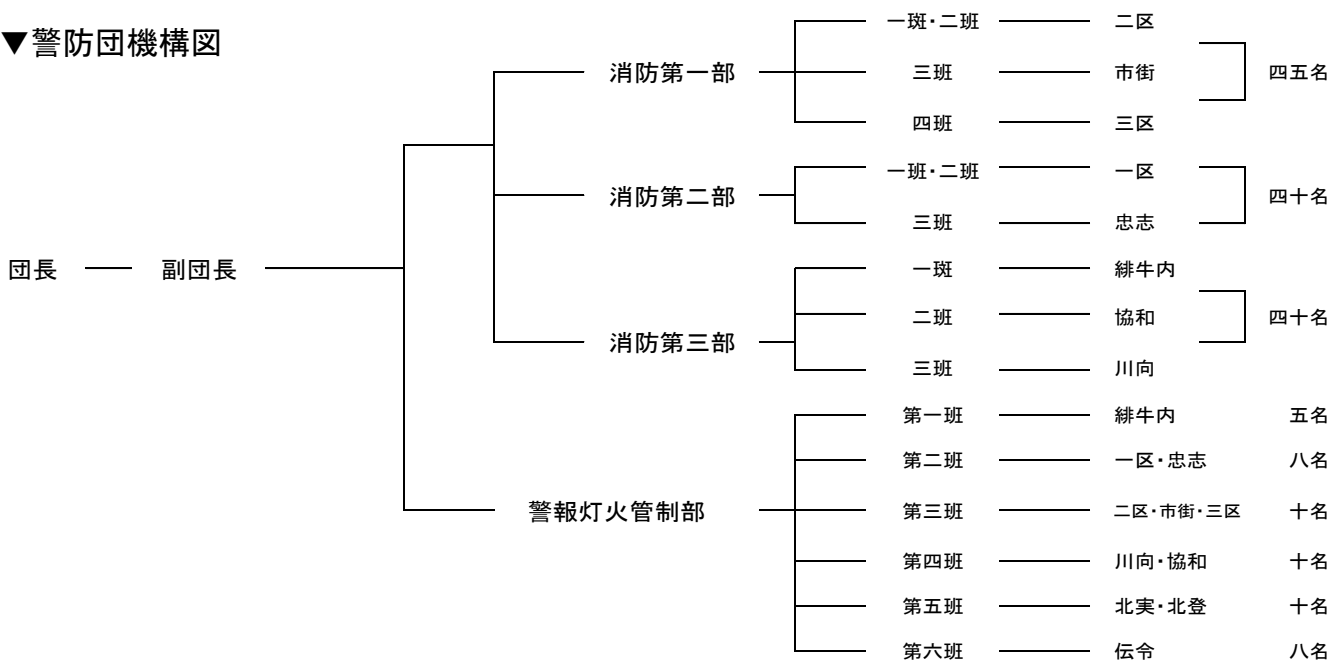 ▼警防団機構図
団長
副団長
消防第一部
一斑・二班 二区
三班 市街
四班 三区
四五名
消防第二部
一班・二班 一区
三班 忠志
四十名
消防第三部
一斑 緋牛内
二班 協和
三班 川向
四十名
警報灯火管制部
第一班 緋牛内 五名
第二班 一区・忠志 八名
第三班 二区・市街・三区 十名
第四班 川向・協和 十名
第五班 北実・北登 十名
第六班 伝令 八名